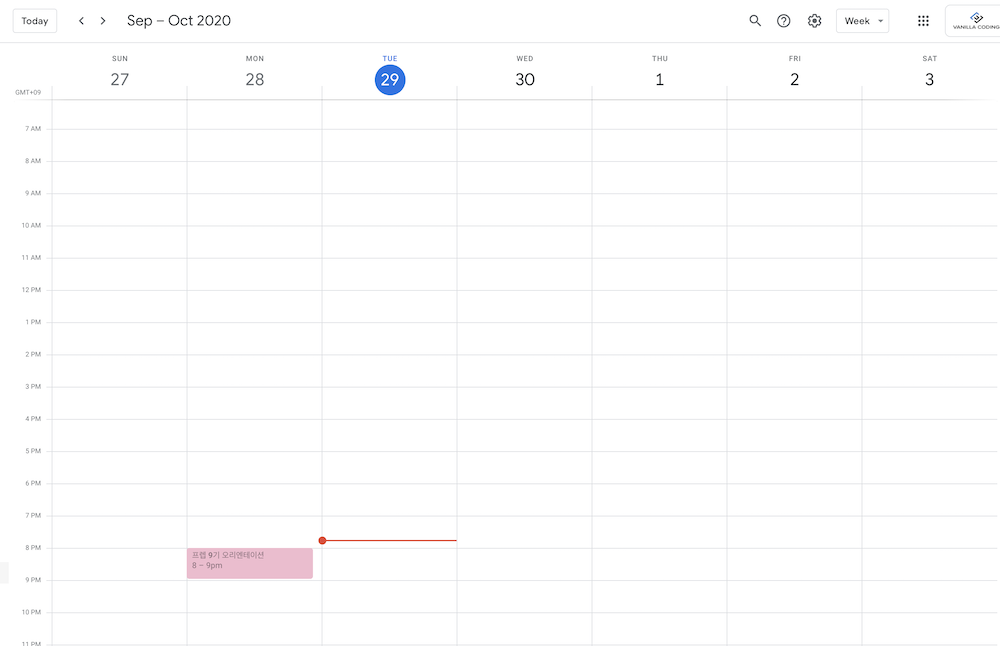 Today
Sep – Oct 2020
Week
VANILLA CODING
SUN
27
MON
28
TUE
29
WED
30
THU
1
FRI
2
SAT
3
GMT+09
7 AM
8 AM
9 AM
10 AM
11 AM
12 PM
1 PM
2 PM
3 PM
4 PM
5 PM
6 PM
7 PM
8 PM
9 PM
10 PM
11 PM
프렙 9기 오리엔테이션
8 – 9pm